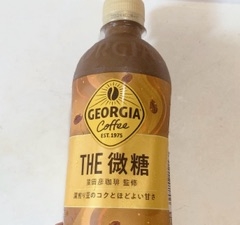 GEORGIA
Coffee
EST. 1975
THE 微糖
猿田彦珈琲 監修
深煎り豆のコクとほどよい甘さ